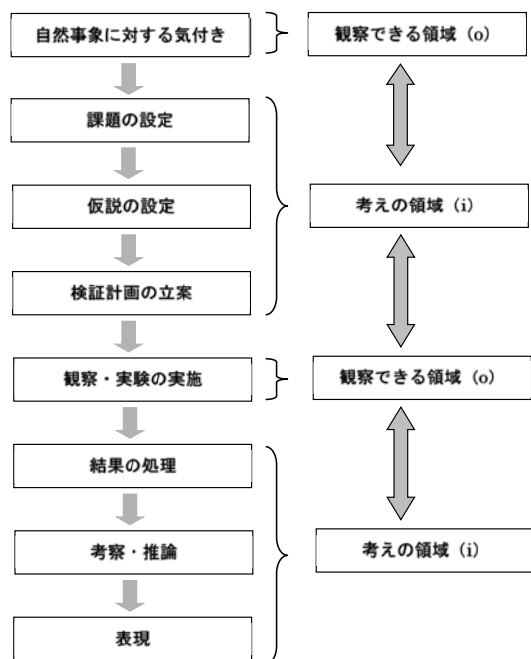 自然事象に対する気付き
観察できる領域（o）
課題の設定
仮説の設定
考えの領域（i）
検証計画の立案
観察・実験の実施
観察できる領域（o）
結果の処理
考察・推論
考えの領域（i）
表現